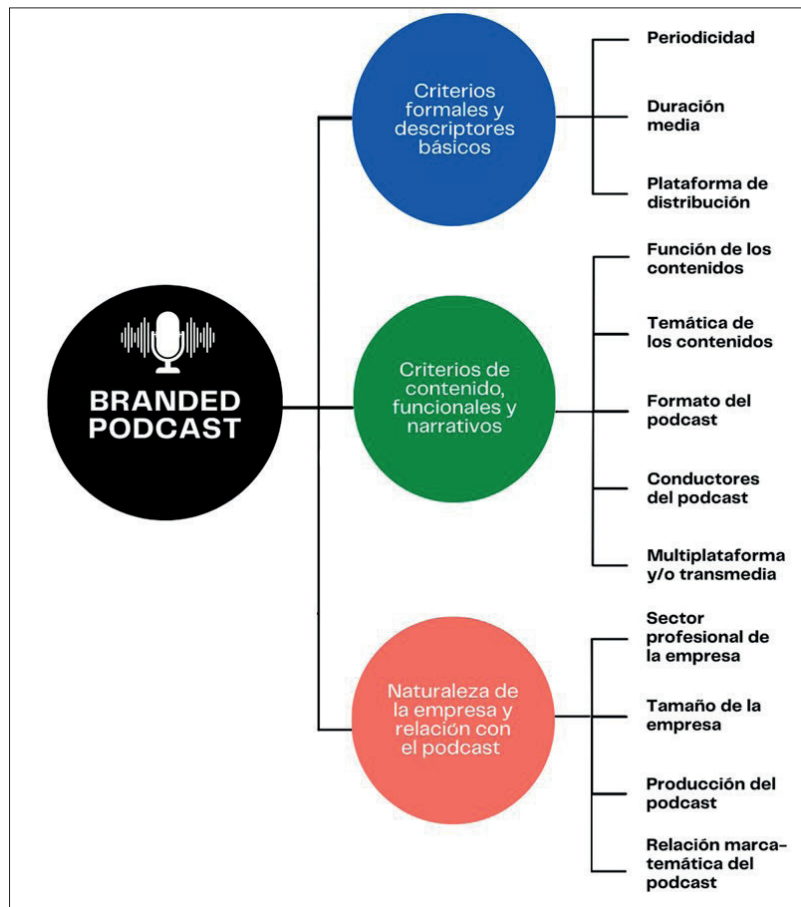 BRANDED
PODCAST
Criterios
formales y
descriptores
básicos
Periodicidad
Duración
media
Plataforma de
distribución
Criterios de
contenido,
funcionales y
narrativos
Función de los
contenidos
Temática de
los contenidos
Formato del
podcast
Conductores
del podcast
Multiplataforma
y/o transmedia
Naturaleza de
la empresa y
relación con
el podcast
Sector
profesional de
la empresa
Tamaño de la
empresa
Producción del
podcast
Relación marca-
temática del
podcast